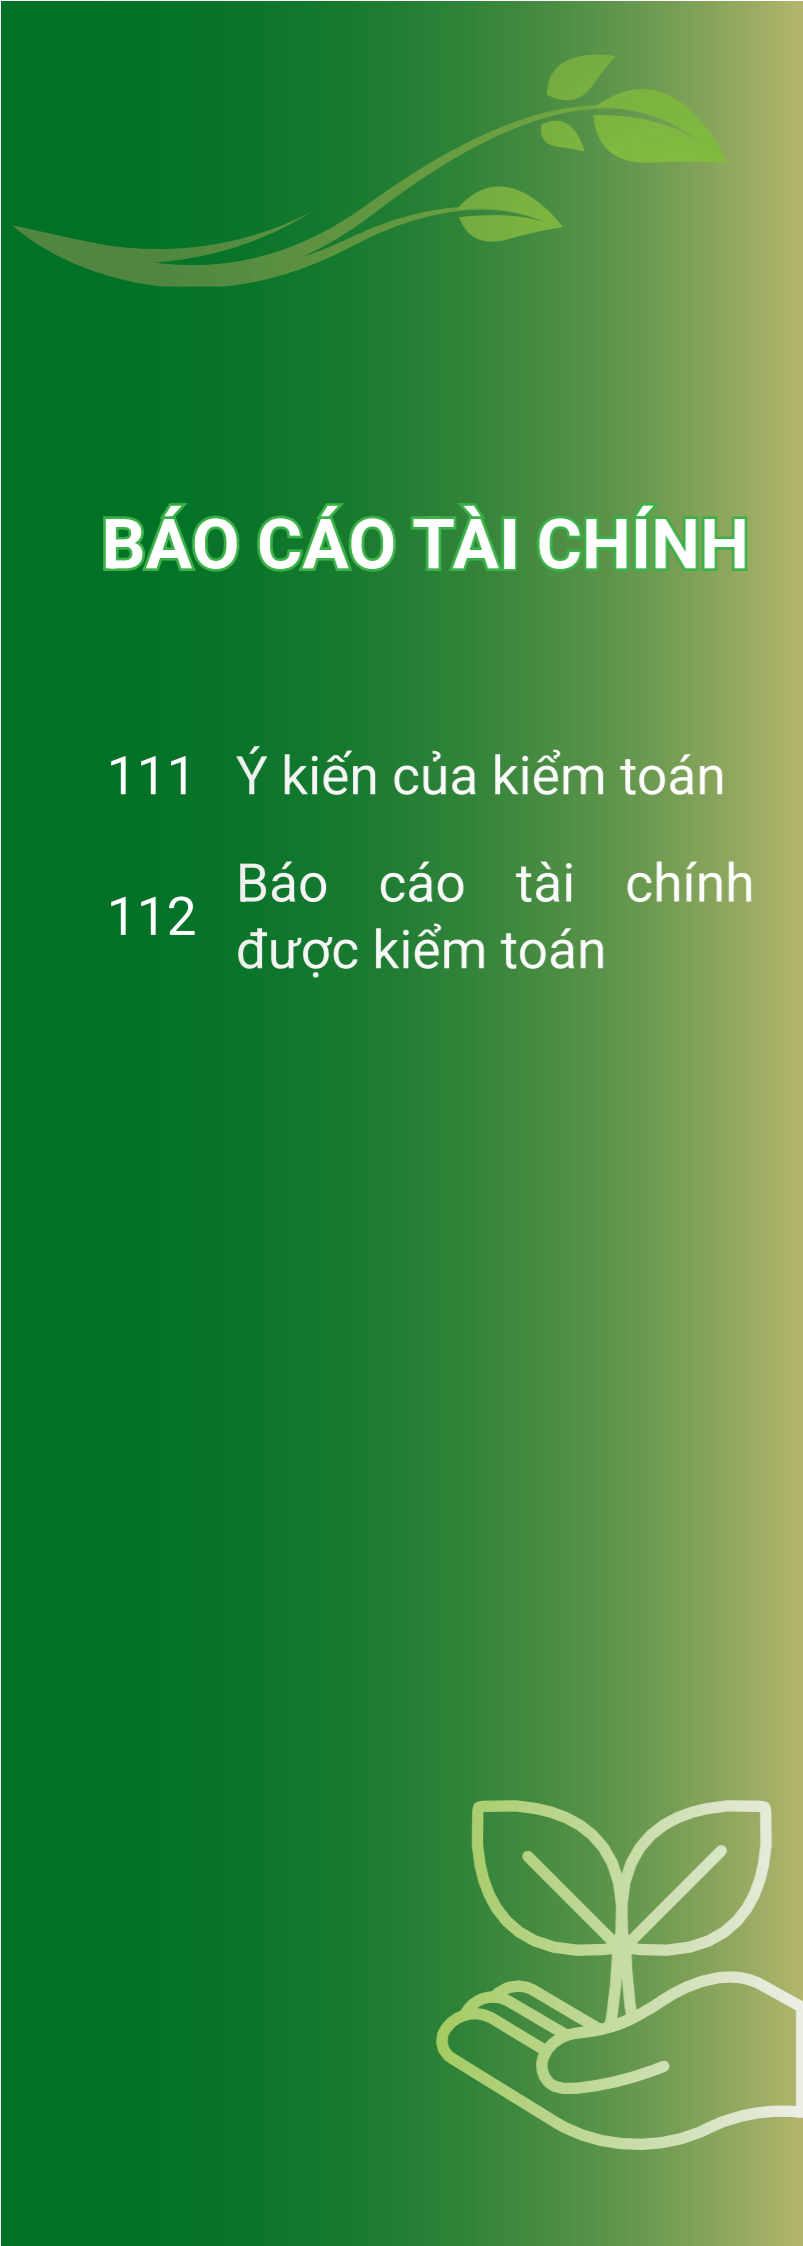 BÁO CÁO TÀI CHÍNH
111 Ý kiến của kiểm toán
112 Báo cáo tài chính
được kiểm toán